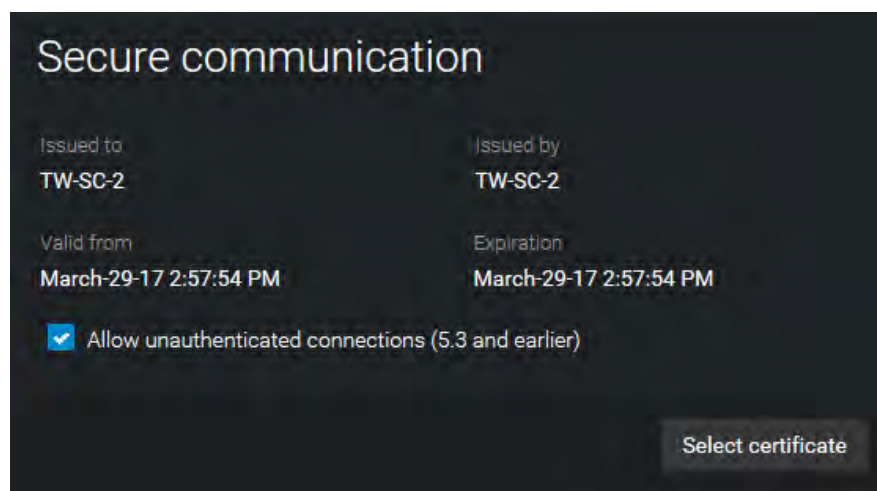 Secure communication
Issued to
Issued by
TW-SC-2
TW-SC-2
Valid from
Expiration
March-29-17 2:57:54 PM
March-29-17 2:57:54 PM
Allow unauthenticated connections (5.3 and earlier)
Select certificate